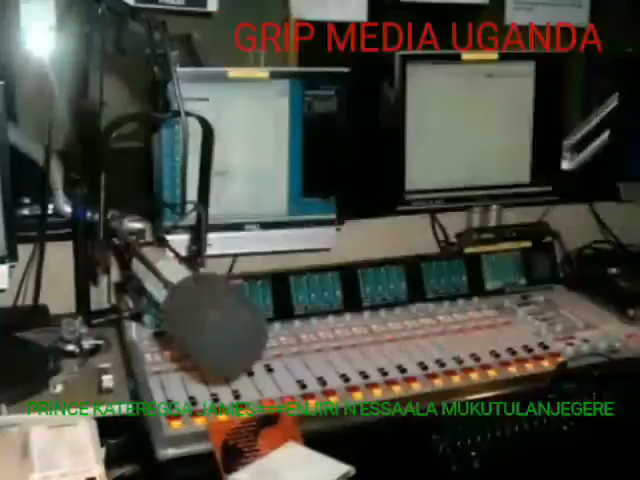 GRIP MEDIA UGANDA
PRINCE KATEREGGA JAMES===ENJIRI N'ESSAALA MUKUTULANJEGERE